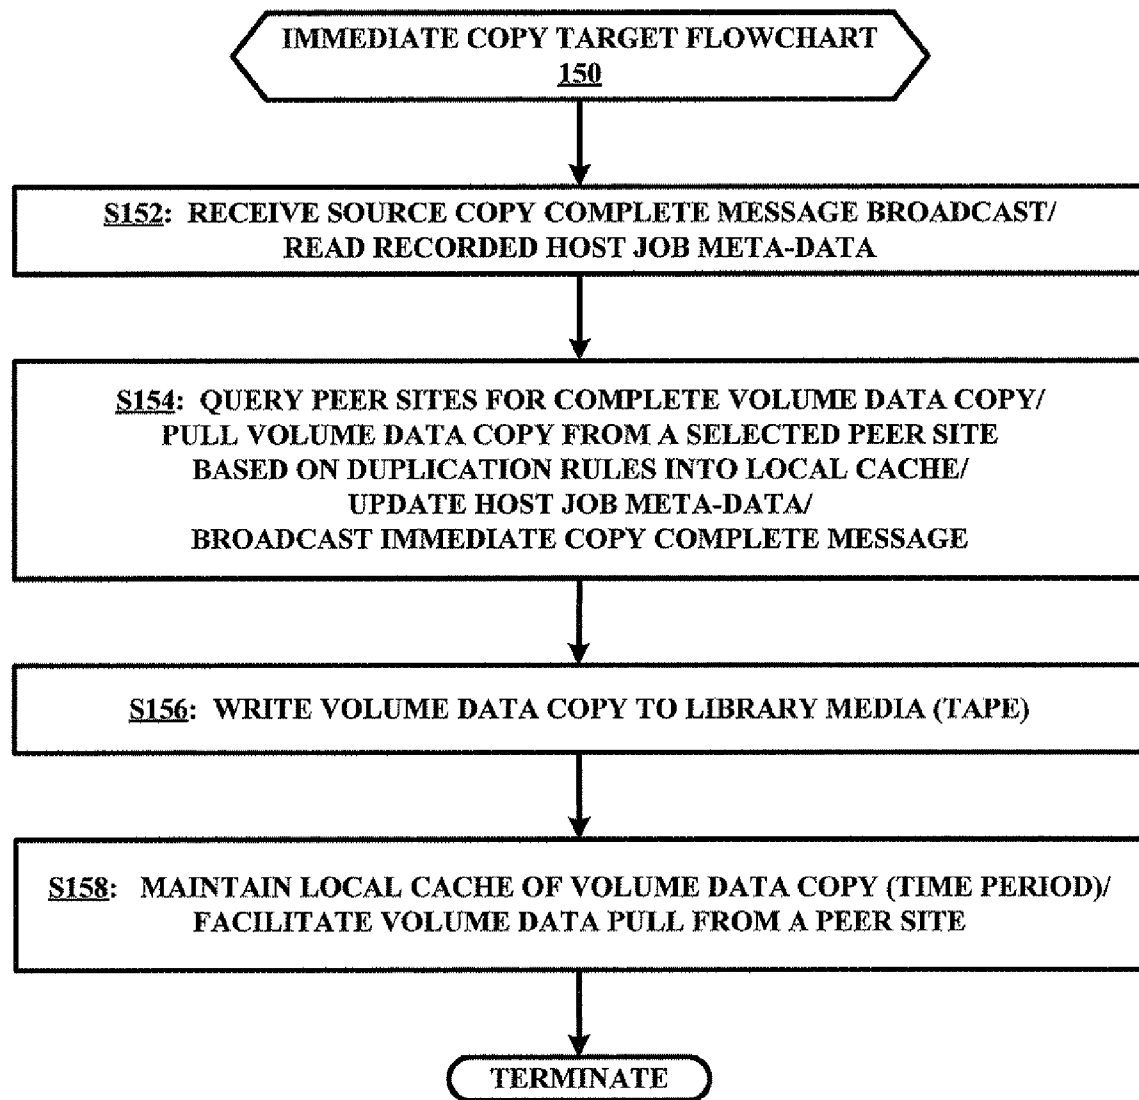 IMMEDIATE COPY TARGET FLOWCHART
150
S152: RECEIVE SOURCE COPY COMPLETE MESSAGE BROADCAST/
READ RECORDED HOST JOB META-DATA
S154: QUERY PEER SITES FOR COMPLETE VOLUME DATA COPY/
PULL VOLUME DATA COPY FROM A SELECTED PEER SITE
BASED ON DUPLICATION RULES INTO LOCAL CACHE/
UPDATE HOST JOB META-DATA/
BROADCAST IMMEDIATE COPY COMPLETE MESSAGE
S156: WRITE VOLUME DATA COPY TO LIBRARY MEDIA (TAPE)
S158: MAINTAIN LOCAL CACHE OF VOLUME DATA COPY (TIME PERIOD)/
FACILITATE VOLUME DATA PULL FROM A PEER SITE
TERMINATE